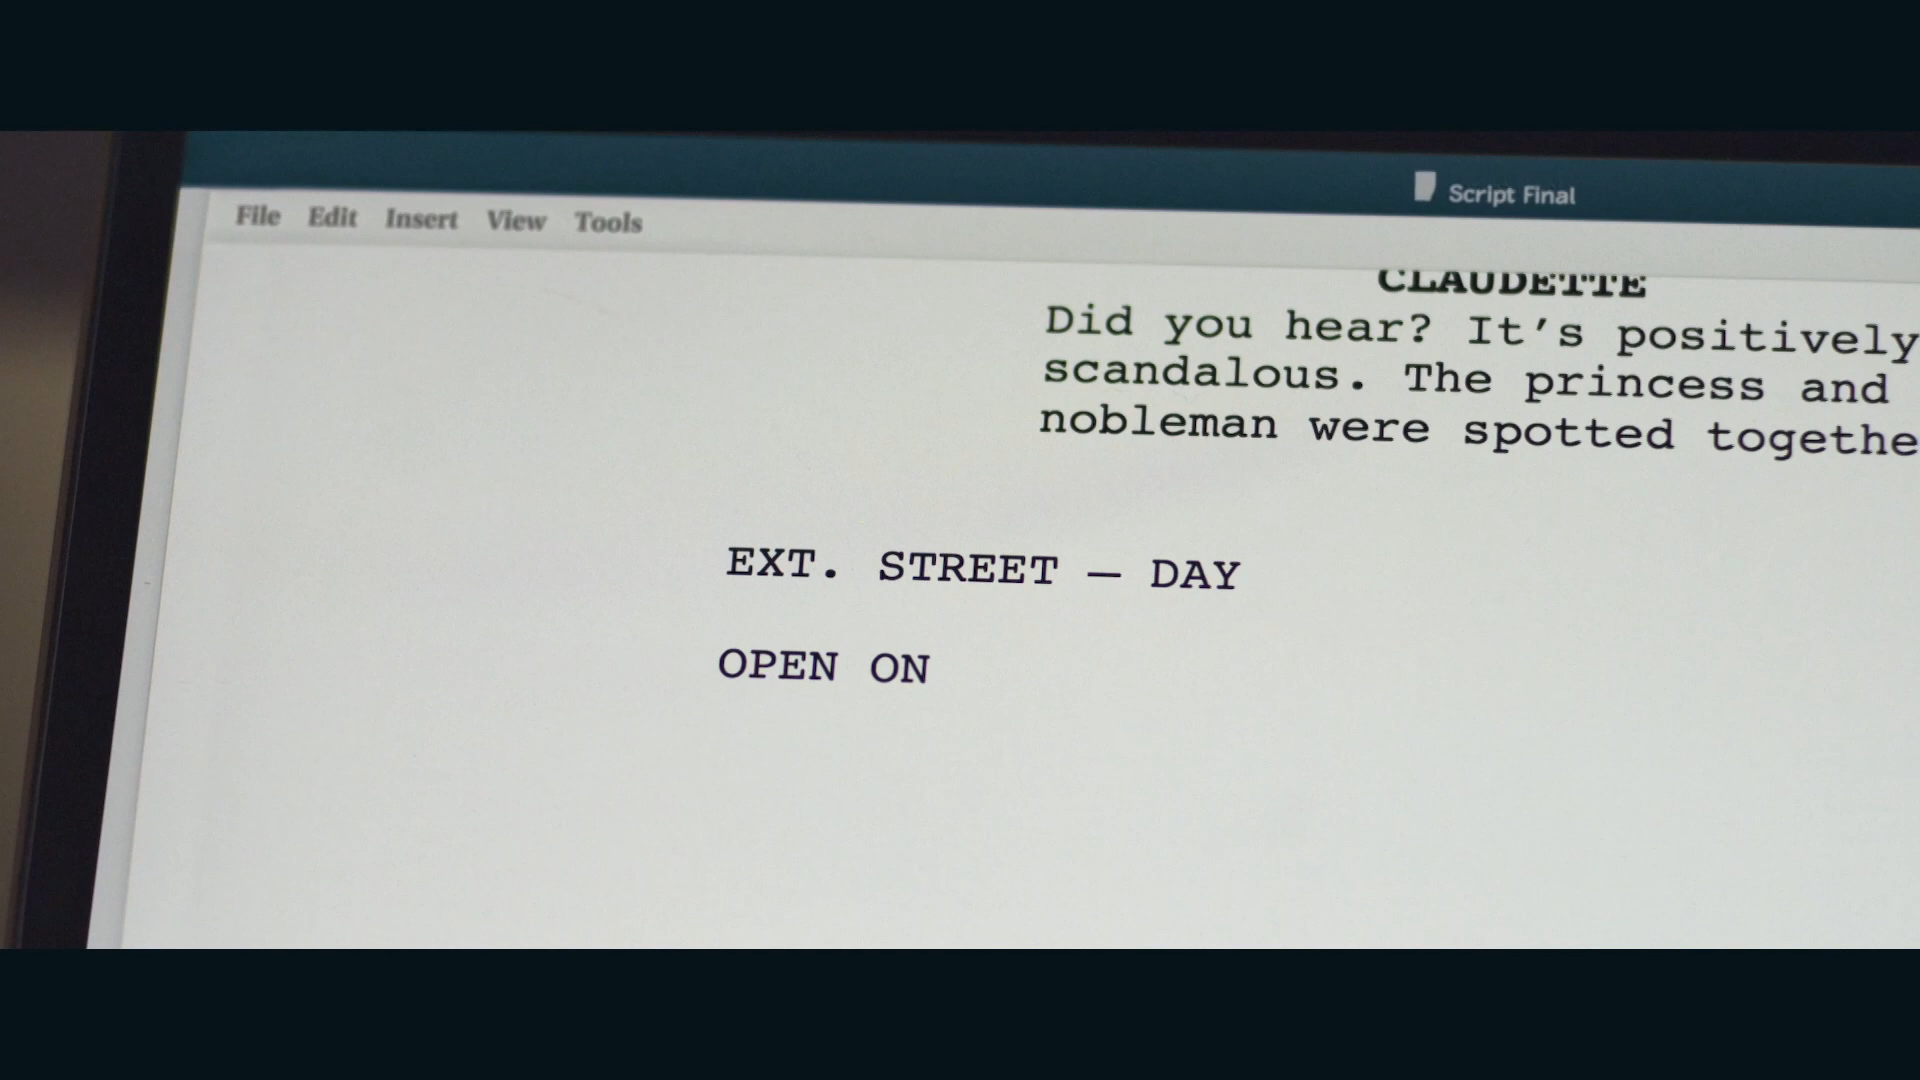 Script Final
File Edit Insert View Tools
CLAUDETTE
Did you hear? It's positively
scandalous. The princess and
nobleman were spotted togethe
EXT. STREET — DAY
OPEN ON